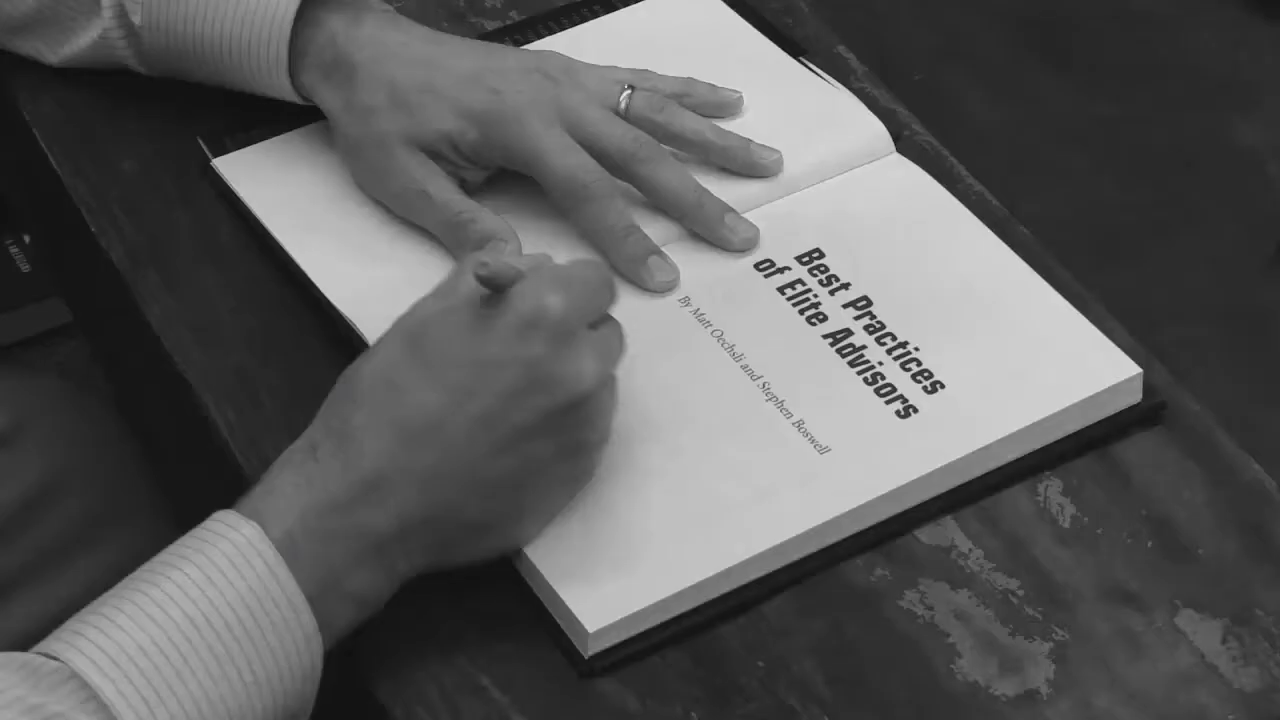 Best Practices
of Elite Advisors
By Matt Oechsli and Stephen Boswell